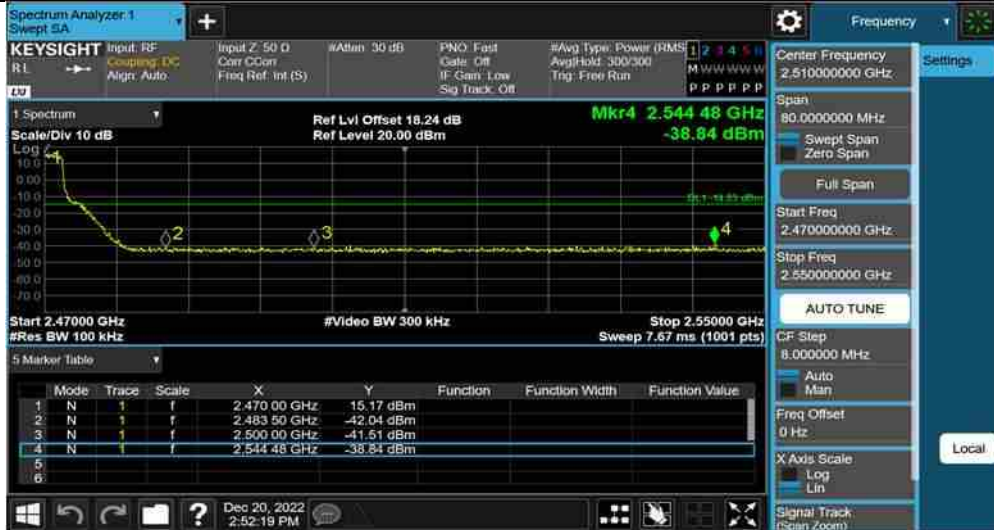 Spectrum Analyzer 1
Swept SA
+
Frequency
KEYSIGHT
RL
Input: RF
Coupling: DC
Align: Auto
Input Z: 50 Ω
Corr CCorr
Freq Ref: Int (S)
#Atten: 30 dB
PNO: Fast
Gate: Off
IF Gain: Low
Sig Track: Off
#Avg Type: Power (RMS
Avg|Hold: 300/300
Trig: Free Run
1 2 3 4 5 6
M W W W W W
P P P P P P
1 Spectrum
Scale/Div 10 dB
Ref Lvl Offset 18.24 dB
Ref Level 20.00 dBm
Mkr4 2.544 48 GHz
-38.84 dBm
Log
10.0
0.00
-10.0
-20.0
-30.0
-40.0
-50.0
-60.0
-70.0
2
3
4
Start 2.47000 GHz
#Res BW 100 kHz
#Video BW 300 kHz
Stop 2.55000 GHz
Sweep 7.67 ms (1001 pts)
5 Marker Table
Mode Trace Scale X Y Function Function Width Function Value
1 N 1 f 2.470 00 GHz 15.17 dBm
2 N 1 f 2.483 50 GHz -42.04 dBm
3 N 1 f 2.500 00 GHz -41.51 dBm
4 N 1 f 2.544 48 GHz -38.84 dBm
5
6
Dec 20, 2022
2:52:19 PM
?
Center Frequency
2.510000000 GHz
Span
80.0000000 MHz
Swept Span
Zero Span
Full Span
Start Freq
2.470000000 GHz
Stop Freq
2.550000000 GHz
AUTO TUNE
CF Step
8.000000 MHz
Auto
Man
Freq Offset
0 Hz
X Axis Scale
Log
Lin
Signal Track
(Span Zoom)
Settings
Local